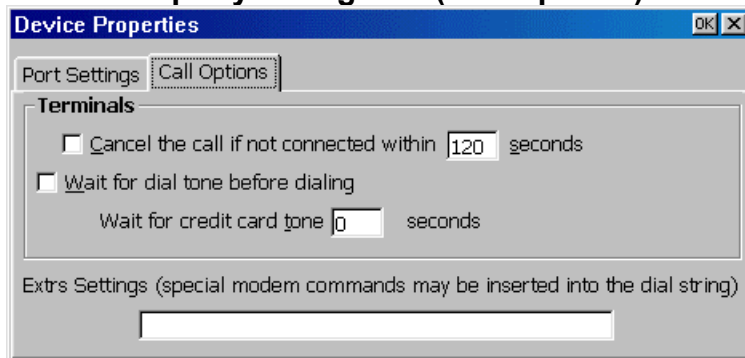 Device Properties OK X
Port Settings Call Options
Terminals
Cancel the call if not connected within 120 seconds
Wait for dial tone before dialing
Wait for credit card tone 0 seconds
Extrs Settings (special modem commands may be inserted into the dial string)